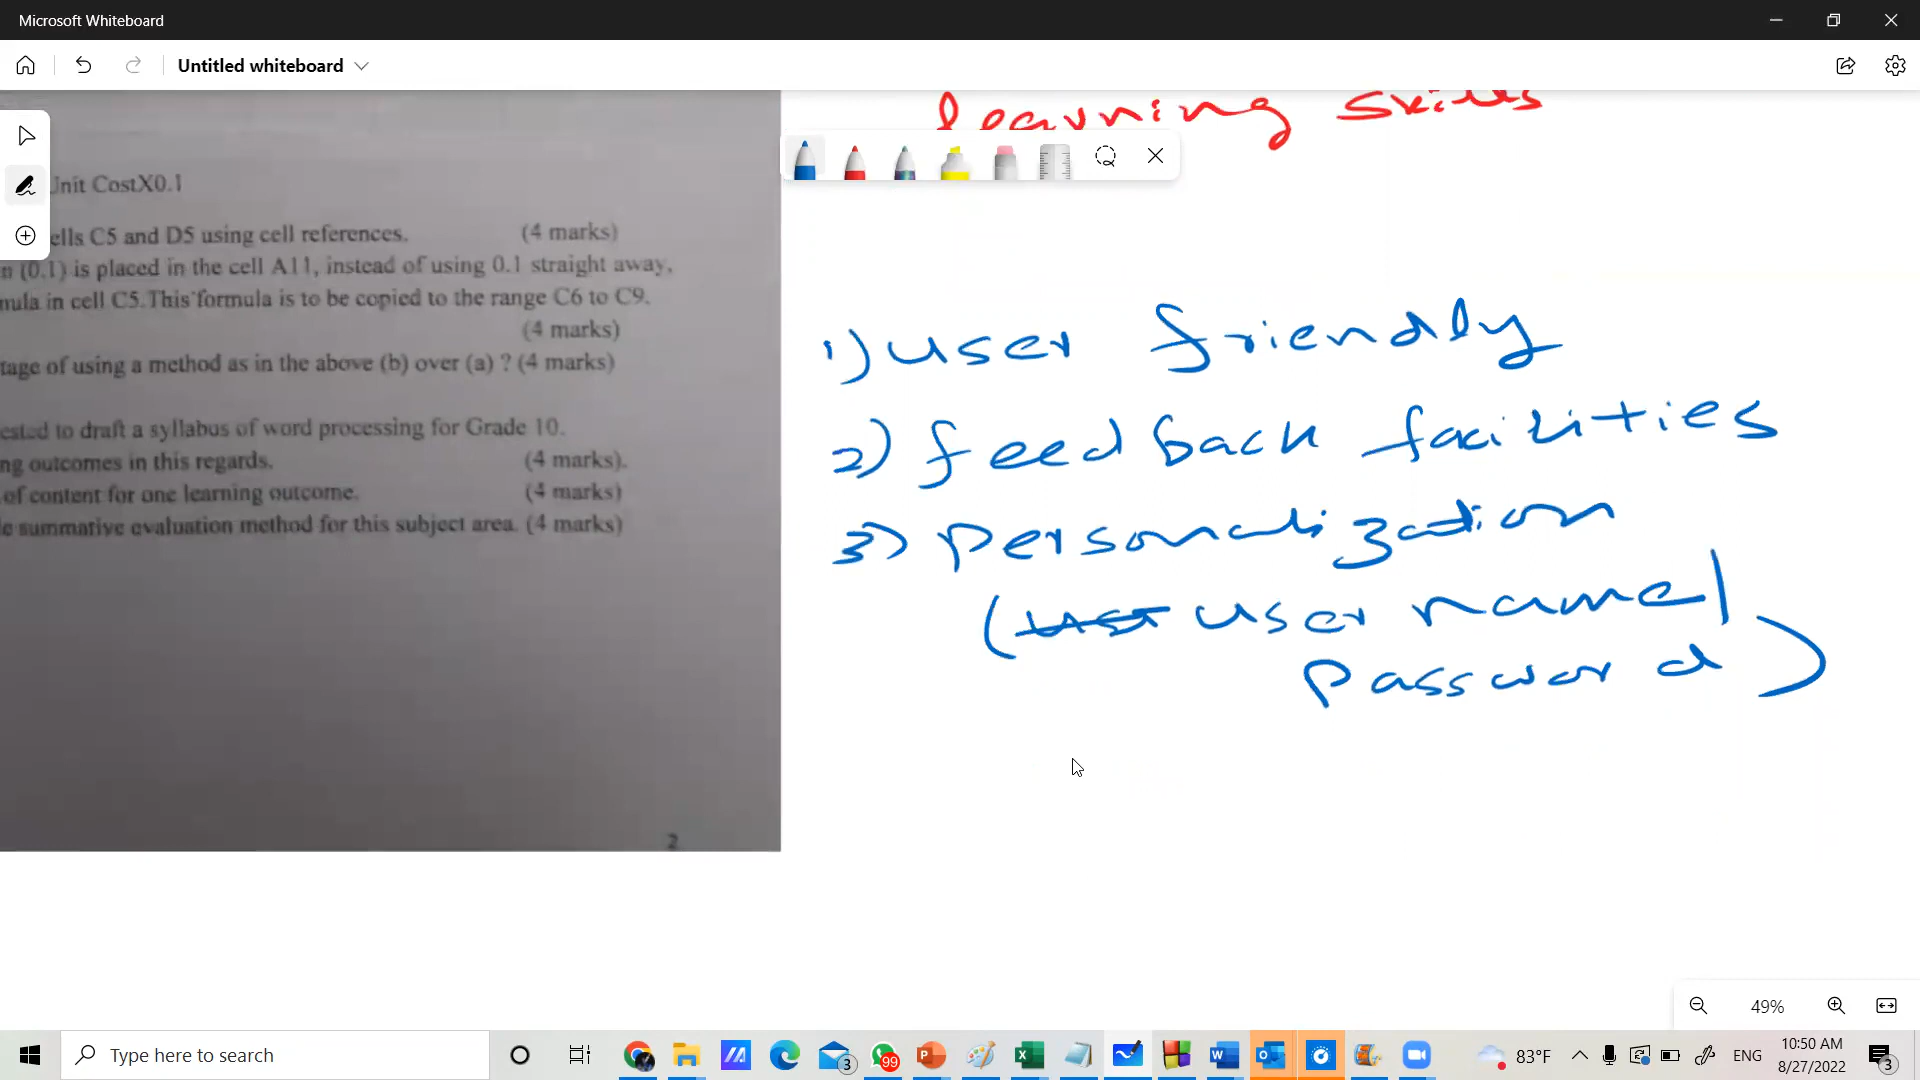 Microsoft Whiteboard
Untitled whiteboard
learning skills
Unit CostX0.1
ells C5 and D5 using cell references. (4 marks)
n (0.1) is placed in the cell A11, instead of using 0.1 straight away,
mula in cell C5.This formula is to be copied to the range C6 to C9.
(4 marks)
tage of using a method as in the above (b) over (a) ? (4 marks)
ested to draft a syllabus of word processing for Grade 10.
ng outcomes in this regards. (4 marks).
of content for one learning outcome. (4 marks)
e summative evaluation method for this subject area. (4 marks)
2
1) user friendly
2) feedback facilities
3) personalization
(user name/
password)
49%
Type here to search
3
99
83°F
ENG
10:50 AM
8/27/2022
3